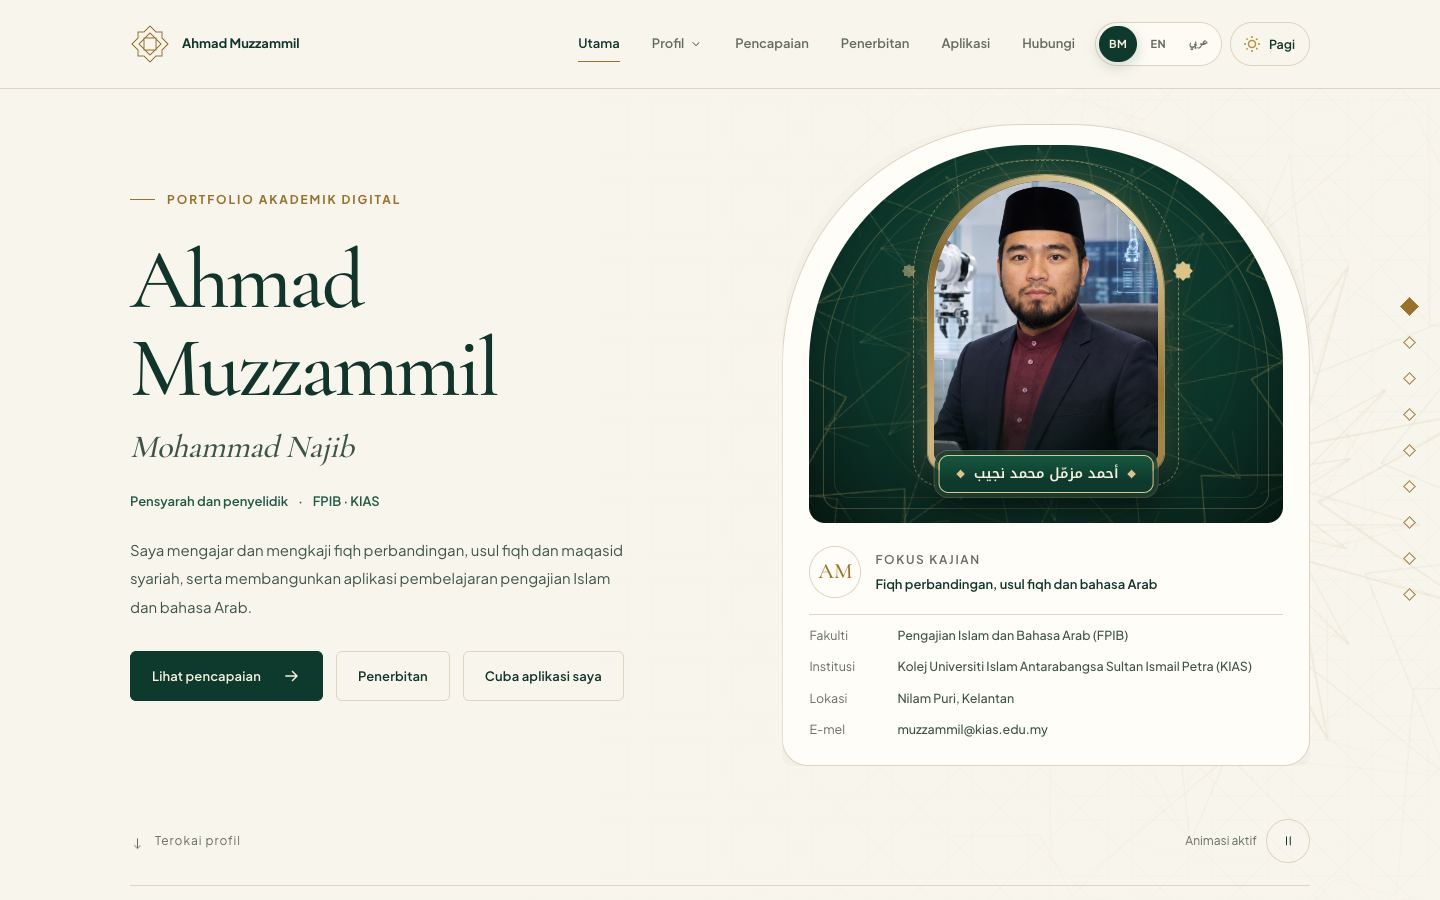 Ahmad Muzzammil
Utama
Profil
Pencapaian
Penerbitan
Aplikasi
Hubungi
BM
EN
عربي
Pagi
PORTFOLIO AKADEMIK DIGITAL
Ahmad
Muzzammil
Mohammad Najib
Pensyarah dan penyelidik · FPIB · KIAS
Saya mengajar dan mengkaji fiqh perbandingan, usul fiqh dan maqasid
syariah, serta membangunkan aplikasi pembelajaran pengajian Islam
dan bahasa Arab.
Lihat pencapaian
Penerbitan
Cuba aplikasi saya
أحمد مزمّل محمد نجيب
AM
FOKUS KAJIAN
Fiqh perbandingan, usul fiqh dan bahasa Arab
Fakulti Pengajian Islam dan Bahasa Arab (FPIB)
Institusi Kolej Universiti Islam Antarabangsa Sultan Ismail Petra (KIAS)
Lokasi Nilam Puri, Kelantan
E-mel muzzammil@kias.edu.my
Terokai profil
Animasi aktif